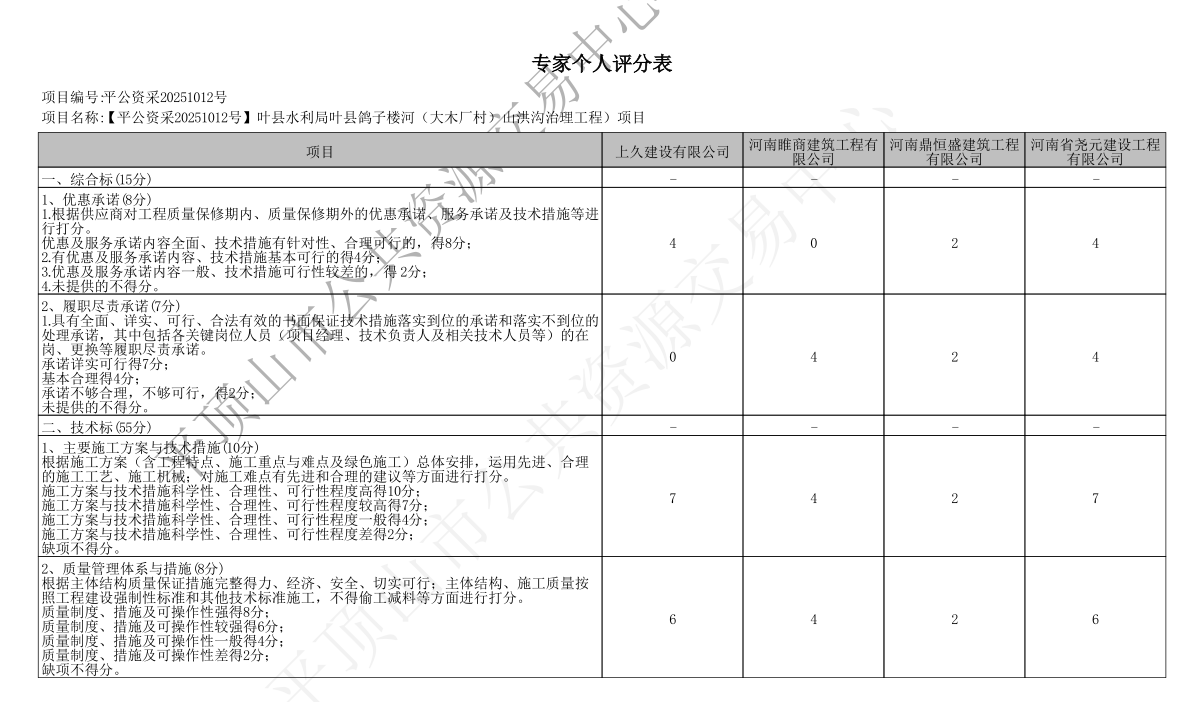 专家个人评分表
项目编号:平公资采20251012号
项目名称:【平公资采20251012号】叶县水利局叶县鸽子楼河（大木厂村）山洪沟治理工程）项目
项目
上久建设有限公司
河南睢商建筑工程有
限公司
河南鼎恒盛建筑工程
有限公司
河南省尧元建设工程
有限公司
一、综合标(15分)
-
-
-
-
1、优惠承诺(8分)
1.根据供应商对工程质量保修期内、质量保修期外的优惠承诺、服务承诺及技术措施等进
行打分。
优惠及服务承诺内容全面、技术措施有针对性、合理可行的，得8分；
2.有优惠及服务承诺内容、技术措施基本可行的得4分；
3.优惠及服务承诺内容一般、技术措施可行性较差的，得 2分；
4.未提供的不得分。
4
0
2
4
2、履职尽责承诺(7分)
1.具有全面、详实、可行、合法有效的书面保证技术措施落实到位的承诺和落实不到位的
处理承诺，其中包括各关键岗位人员（项目经理、技术负责人及相关技术人员等）的在
岗、更换等履职尽责承诺。
承诺详实可行得7分；
基本合理得4分；
承诺不够合理，不够可行，得2分；
未提供的不得分。
0
4
2
4
二、技术标(55分)
-
-
-
-
1、主要施工方案与技术措施(10分)
根据施工方案（含工程特点、施工重点与难点及绿色施工）总体安排，运用先进、合理
的施工工艺、施工机械；对施工难点有先进和合理的建议等方面进行打分。
施工方案与技术措施科学性、合理性、可行性程度高得10分；
施工方案与技术措施科学性、合理性、可行性程度较高得7分；
施工方案与技术措施科学性、合理性、可行性程度一般得4分；
施工方案与技术措施科学性、合理性、可行性程度差得2分；
缺项不得分。
7
4
2
7
2、质量管理体系与措施(8分)
根据主体结构质量保证措施完整得力、经济、安全、切实可行；主体结构、施工质量按
照工程建设强制性标准和其他技术标准施工，不得偷工减料等方面进行打分。
质量制度、措施及可操作性强得8分；
质量制度、措施及可操作性较强得6分；
质量制度、措施及可操作性一般得4分；
质量制度、措施及可操作性差得2分；
缺项不得分。
6
4
2
6
平顶山市公共资源交易中心
平顶山市公共资源交易中心